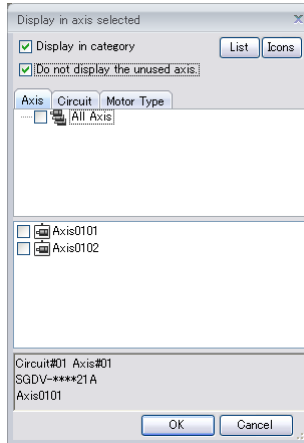 Display in axis selected
Display in category
List Icons
Do not display the unused axis.
Axis Circuit Motor Type
All Axis
Axis0101
Axis0102
Circuit#01 Axis#01
SGDV-****21A
Axis0101
OK Cancel